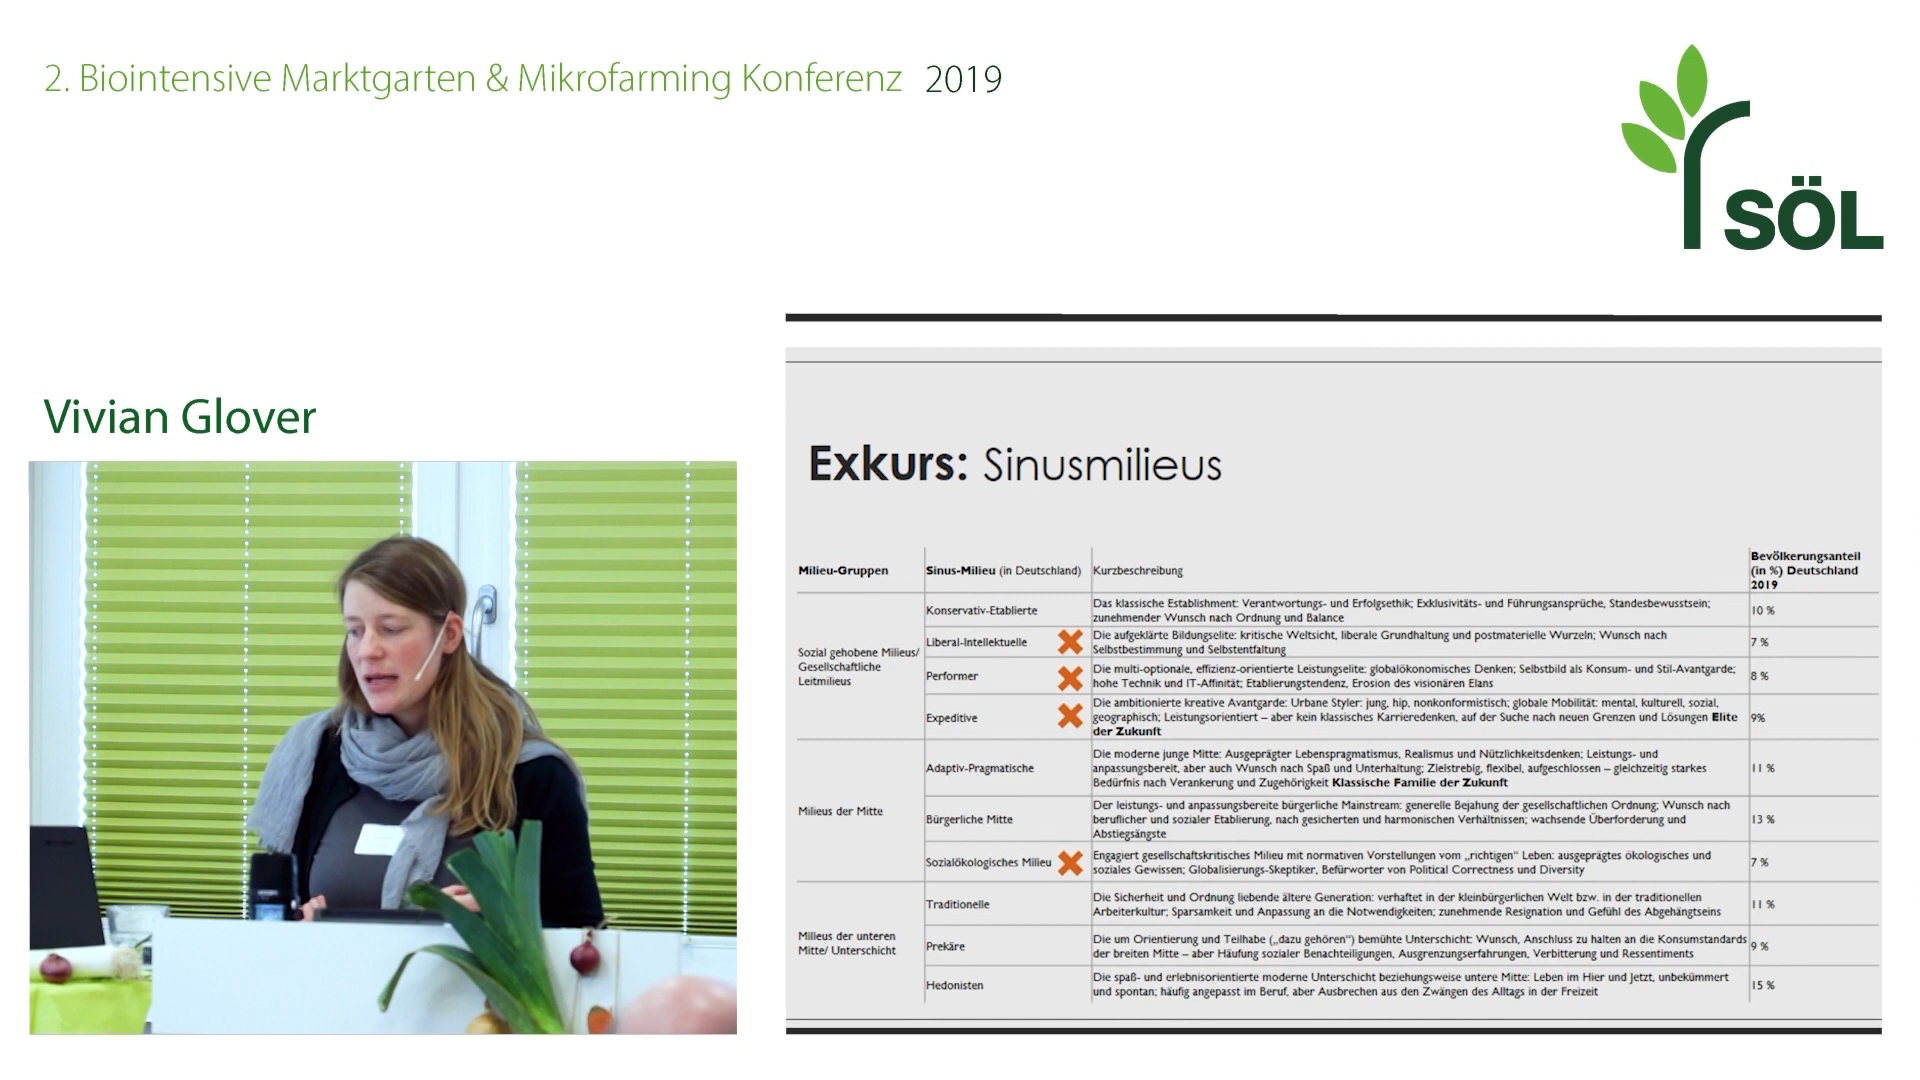 2. Biointensive Marktgarten & Mikrofarming Konferenz 2019
SÖL
Vivian Glover
Exkurs: Sinusmilieus
Milieu-Gruppen
Sinus-Milieu (in Deutschland)
Kurzbeschreibung
Bevölkerungsanteil
(in %) Deutschland
2019
Sozial gehobene Milieus/
Gesellschaftliche
Leitmilieus
Konservativ-Etablierte
Das klassische Establishment: Verantwortungs- und Erfolgsethik; Exklusivitäts- und Führungsansprüche, Standesbewusstsein;
zunehmender Wunsch nach Ordnung und Balance
10 %
Liberal-Intellektuelle
Die aufgeklärte Bildungselite: kritische Weltsicht, liberale Grundhaltung und postmaterielle Wurzeln; Wunsch nach
Selbstbestimmung und Selbstentfaltung
7 %
Performer
Die multi-optionale, effizienz-orientierte Leistungselite: globalökonomisches Denken; Selbstbild als Konsum- und Stil-Avantgarde;
hohe Technik und IT-Affinität; Etablierungstendenz, Erosion des visionären Elans
8 %
Expeditive
Die ambitionierte kreative Avantgarde: Urbane Styler: jung, hip, nonkonformistisch; globale Mobilität: mental, kulturell, sozial,
geographisch; Leistungsorientiert – aber kein klassisches Karrieredenken, auf der Suche nach neuen Grenzen und Lösungen Elite
der Zukunft
9%
Milieus der Mitte
Adaptiv-Pragmatische
Die moderne junge Mitte: Ausgeprägter Lebenspragmatismus, Realismus und Nützlichkeitsdenken; Leistungs- und
anpassungsbereit, aber auch Wunsch nach Spaß und Unterhaltung; Zielstrebig, flexibel, aufgeschlossen – gleichzeitig starkes
Bedürfnis nach Verankerung und Zugehörigkeit Klassische Familie der Zukunft
11 %
Bürgerliche Mitte
Der leistungs- und anpassungsbereite bürgerliche Mainstream: generelle Bejahung der gesellschaftlichen Ordnung; Wunsch nach
beruflicher und sozialer Etablierung, nach gesicherten und harmonischen Verhältnissen; wachsende Überforderung und
Abstiegsängste
13 %
Sozialökologisches Milieu
Engagiert gesellschaftskritisches Milieu mit normativen Vorstellungen vom „richtigen“ Leben: ausgeprägtes ökologisches und
soziales Gewissen; Globalisierungs-Skeptiker, Befürworter von Political Correctness und Diversity
7 %
Milieus der unteren
Mitte/ Unterschicht
Traditionelle
Die Sicherheit und Ordnung liebende ältere Generation: verhaftet in der kleinbürgerlichen Welt bzw. in der traditionellen
Arbeiterkultur; Sparsamkeit und Anpassung an die Notwendigkeiten; zunehmende Resignation und Gefühl des Abgehängtseins
11 %
Prekäre
Die um Orientierung und Teilhabe („dazu gehören“) bemühte Unterschicht: Wunsch, Anschluss zu halten an die Konsumstandards
der breiten Mitte – aber Häufung sozialer Benachteiligungen, Ausgrenzungserfahrungen, Verbitterung und Ressentiments
9 %
Hedonisten
Die spaß- und erlebnisorientierte moderne Unterschicht beziehungsweise untere Mitte: Leben im Hier und Jetzt, unbekümmert
und spontan; häufig angepasst im Beruf, aber Ausbrechen aus den Zwängen des Alltags in der Freizeit
15 %